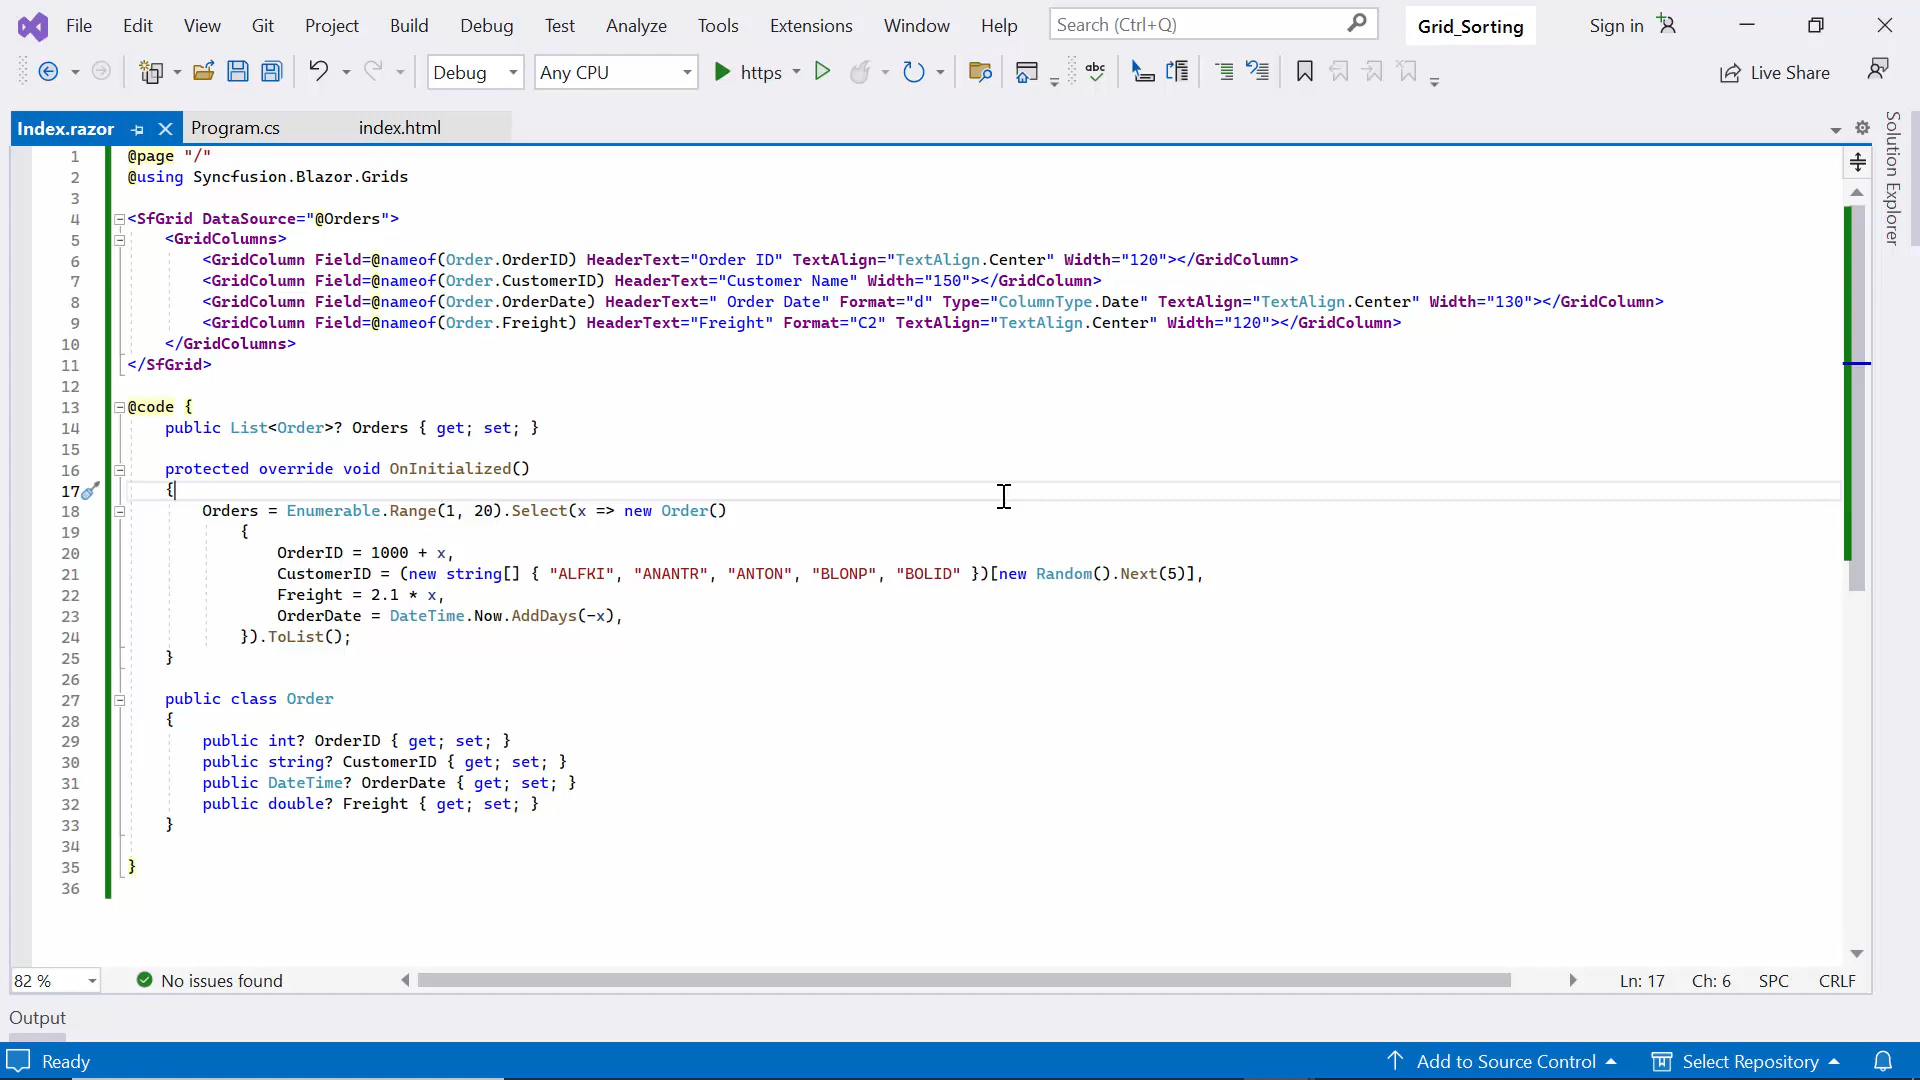 File Edit View Git Project Build Debug Test Analyze Tools Extensions Window Help Search (Ctrl+Q) Grid_Sorting Sign in
Debug Any CPU https abc Live Share
Index.razor Program.cs index.html
Solution Explorer
1 @page "/"
2 @using Syncfusion.Blazor.Grids
3
4 <SfGrid DataSource="@Orders">
5 <GridColumns>
6 <GridColumn Field=@nameof(Order.OrderID) HeaderText="Order ID" TextAlign="TextAlign.Center" Width="120"></GridColumn>
7 <GridColumn Field=@nameof(Order.CustomerID) HeaderText="Customer Name" Width="150"></GridColumn>
8 <GridColumn Field=@nameof(Order.OrderDate) HeaderText=" Order Date" Format="d" Type="ColumnType.Date" TextAlign="TextAlign.Center" Width="130"></GridColumn>
9 <GridColumn Field=@nameof(Order.Freight) HeaderText="Freight" Format="C2" TextAlign="TextAlign.Center" Width="120"></GridColumn>
10 </GridColumns>
11 </SfGrid>
12
13 @code {
14 public List<Order>? Orders { get; set; }
15
16 protected override void OnInitialized()
17 {
18 Orders = Enumerable.Range(1, 20).Select(x => new Order()
19 {
20 OrderID = 1000 + x,
21 CustomerID = (new string[] { "ALFKI", "ANANTR", "ANTON", "BLONP", "BOLID" })[new Random().Next(5)],
22 Freight = 2.1 * x,
23 OrderDate = DateTime.Now.AddDays(-x),
24 }).ToList();
25 }
26
27 public class Order
28 {
29 public int? OrderID { get; set; }
30 public string? CustomerID { get; set; }
31 public DateTime? OrderDate { get; set; }
32 public double? Freight { get; set; }
33 }
34
35 }
36
82 % No issues found Ln: 17 Ch: 6 SPC CRLF
Output
Ready Add to Source Control Select Repository